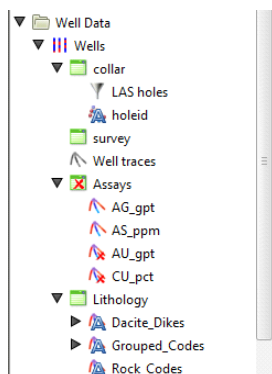 Well Data
Wells
collar
LAS holes
holeid
survey
Well traces
Assays
AG_gpt
AS_ppm
AU_gpt
CU_pct
Lithology
Dacite_Dikes
Grouped_Codes
Rock_Codes